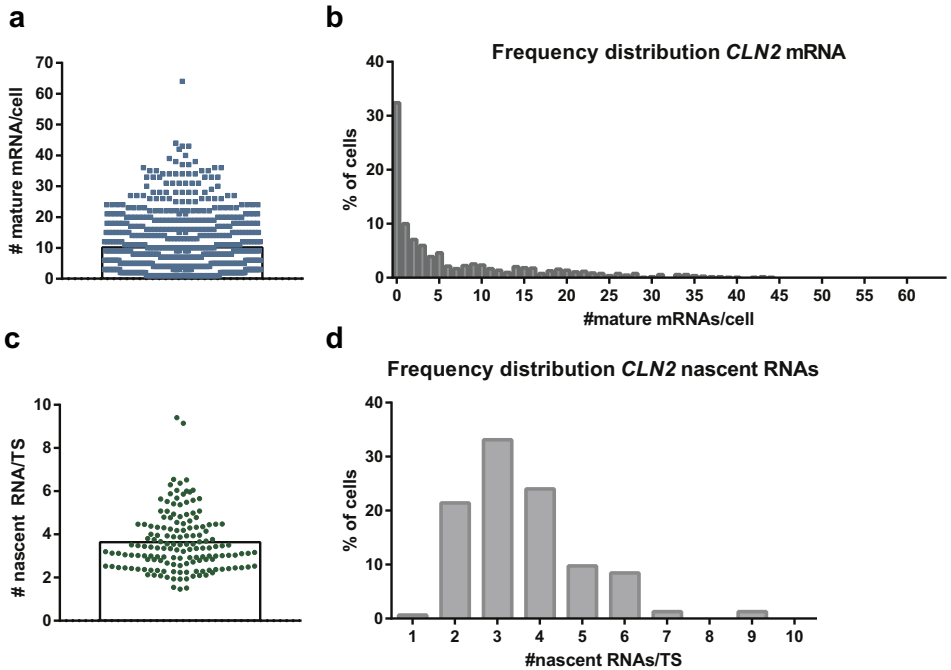 a
# mature mRNA/cell
70
60
50
40
30
20
10
0
b
Frequency distribution CLN2 mRNA
% of cells
40
30
20
10
0
0 5 10 15 20 25 30 35 40 45 50 55 60
#mature mRNAs/cell
c
# nascent RNA/TS
10
8
6
4
2
0
d
Frequency distribution CLN2 nascent RNAs
% of cells
40
30
20
10
0
1 2 3 4 5 6 7 8 9 10
#nascent RNAs/TS